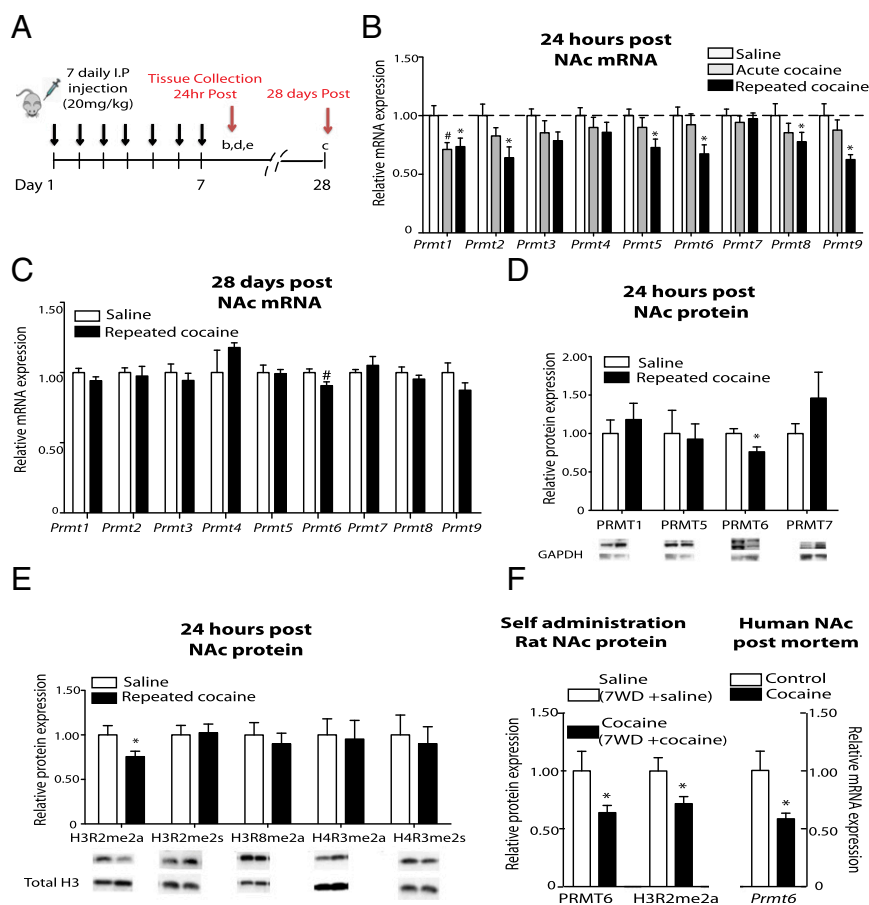 A
7 daily I.P
injection
(20mg/kg)
Tissue Collection
24hr Post
28 days Post
b,d,e
c
Day 1
7
28
B
24 hours post
NAc mRNA
Saline
Acute cocaine
Repeated cocaine
Relative mRNA expression
1.50
1.00
0.50
0
# * * * * * *
Prmt1 Prmt2 Prmt3 Prmt4 Prmt5 Prmt6 Prmt7 Prmt8 Prmt9
C
28 days post
NAc mRNA
Saline
Repeated cocaine
Relative mRNA expression
1.50
1.00
0.50
0
#
Prmt1 Prmt2 Prmt3 Prmt4 Prmt5 Prmt6 Prmt7 Prmt8 Prmt9
D
24 hours post
NAc protein
Saline
Repeated cocaine
Relative protein expression
2.00
1.50
1.00
0.50
0
*
PRMT1 PRMT5 PRMT6 PRMT7
GAPDH
E
24 hours post
NAc protein
Saline
Repeated cocaine
Relative protein expression
1.50
1.00
0.50
0
*
H3R2me2a H3R2me2s H3R8me2a H4R3me2a H4R3me2s
Total H3
F
Self administration
Rat NAc protein
Saline
(7WD +saline)
Cocaine
(7WD +cocaine)
Relative protein expression
1.50
1.00
0.50
0
* *
PRMT6 H3R2me2a
Human NAc
post mortem
Control
Cocaine
1.50
1.00
0.50
0
Relative mRNA expression
*
Prmt6